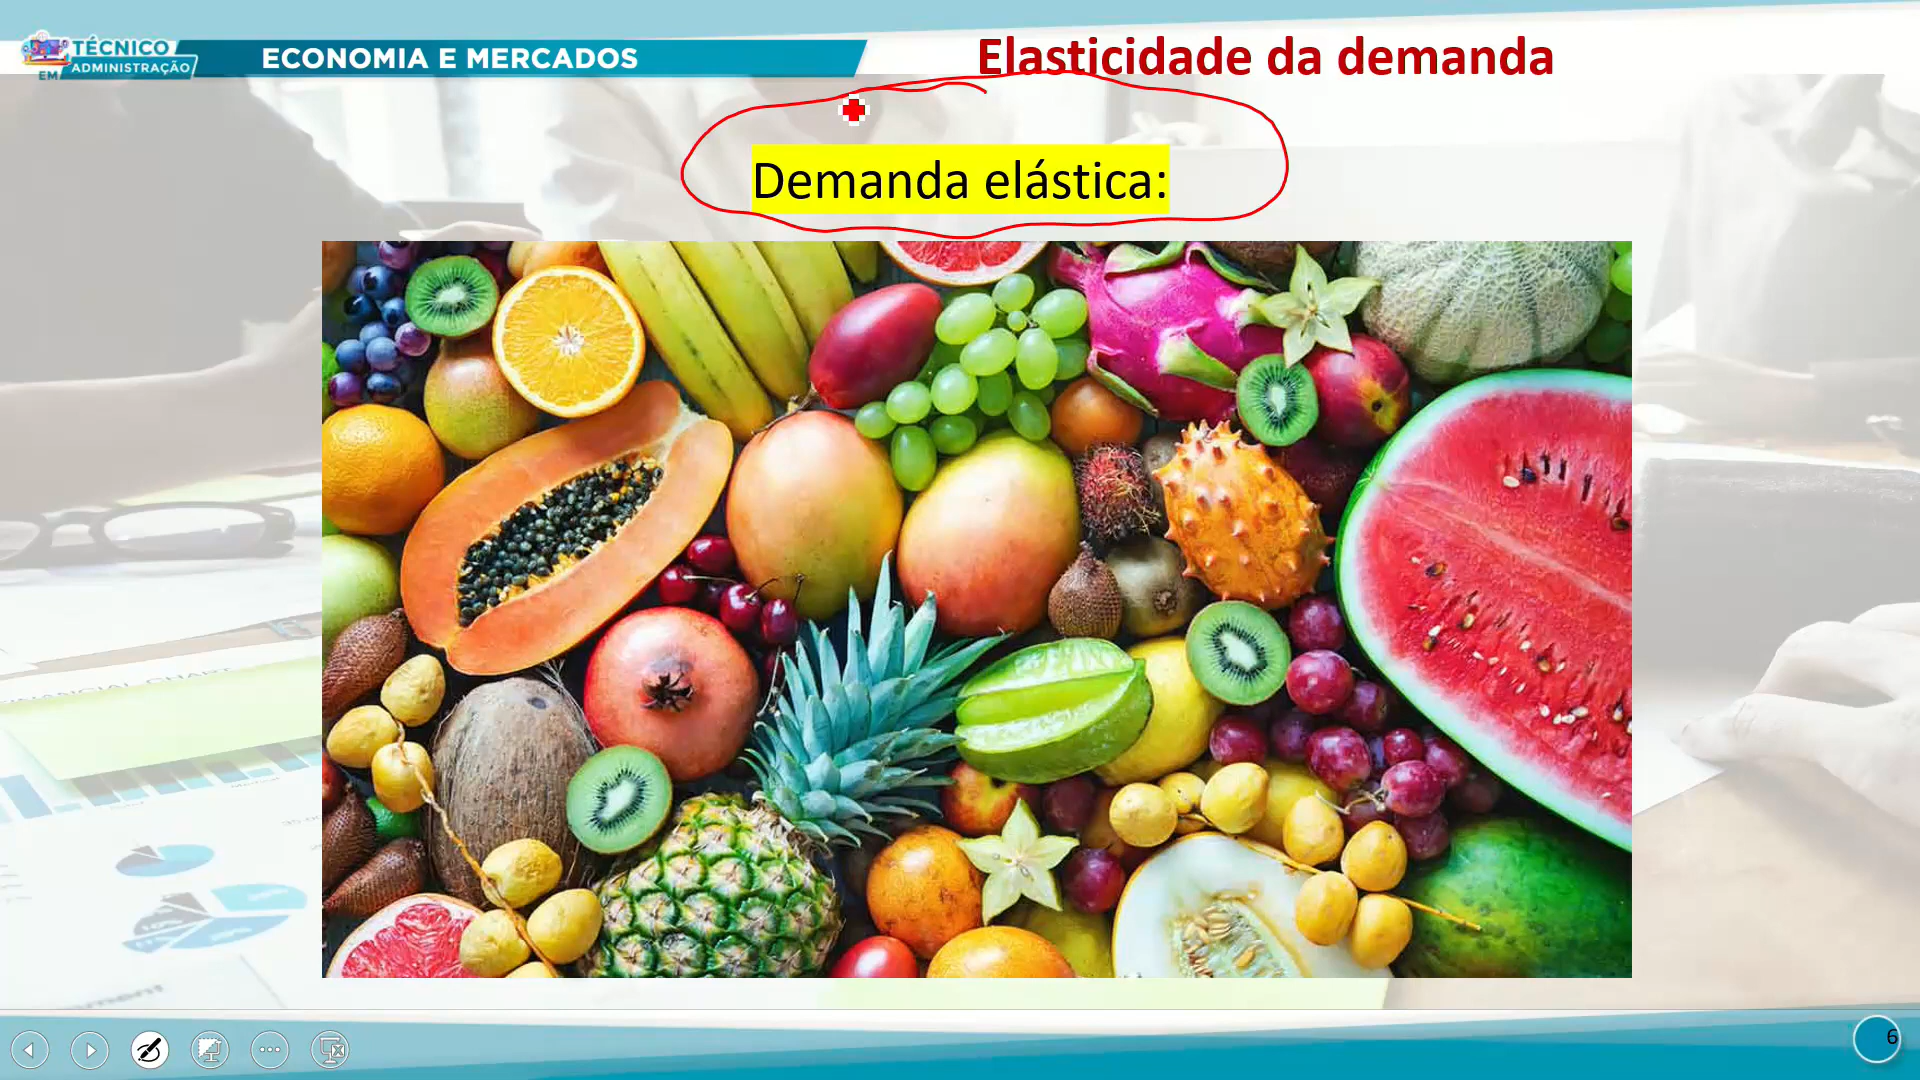 TÉCNICO
EM ADMINISTRAÇÃO
ECONOMIA E MERCADOS
Elasticidade da demanda
Demanda elástica:
6